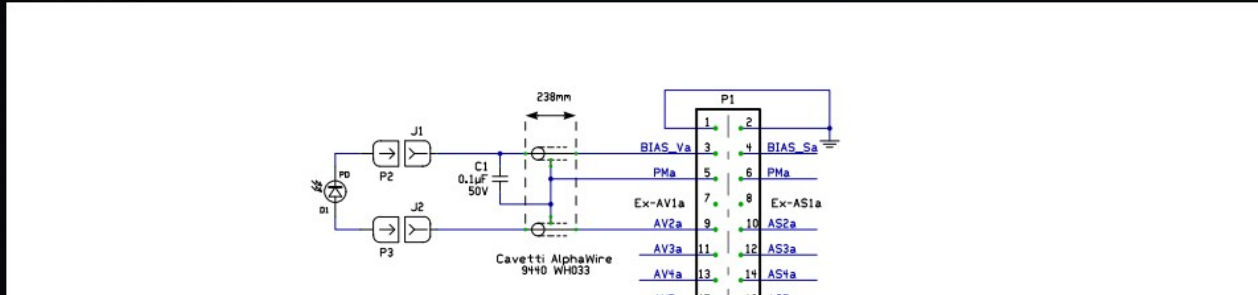 238mm
P1
1 2
J1
BIAS_Va 3 4 BIAS_Sa
C1
0.1µF
50V
P2
PD
PMa 5 6 PMa
D1
J2
Ex-AV1a 7 8 Ex-AS1a
AV2a 9 10 AS2a
P3
AV3a 11 12 AS3a
Cavetti AlphaWire
9440 WH033
AV4a 13 14 AS4a